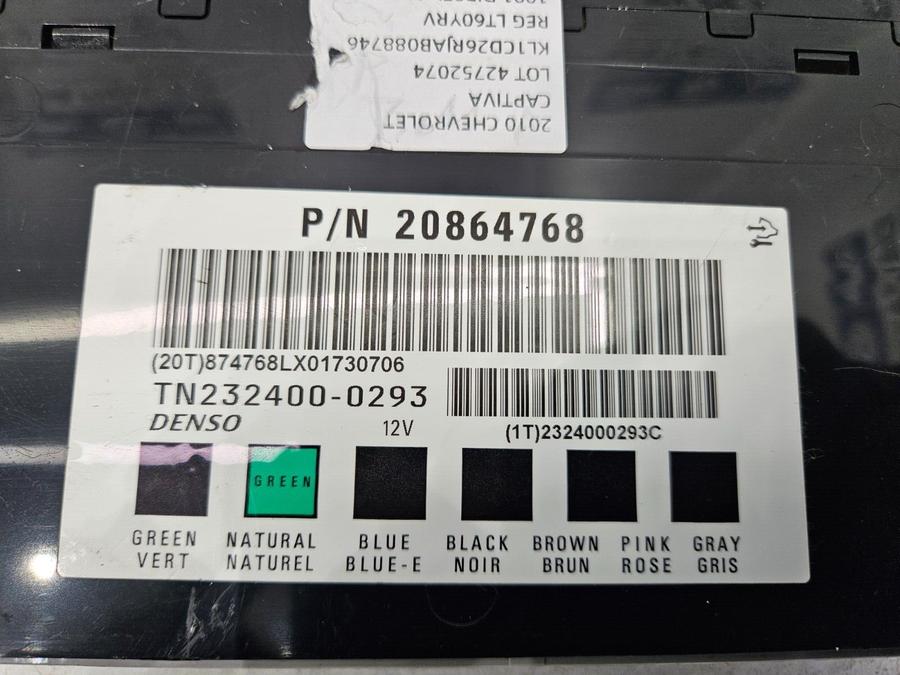 REG LT60YRV
KL1CD26RJAB088746
LOT 42752074
CAPTIVA
2010 CHEVROLET
P/N 20864768
(20T)874768LX01730706
TN232400-0293
DENSO 12V
(1T)2324000293C
GREEN
GREEN NATURAL BLUE BLACK BROWN PINK GRAY
VERT NATUREL BLUE-E NOIR BRUN ROSE GRIS